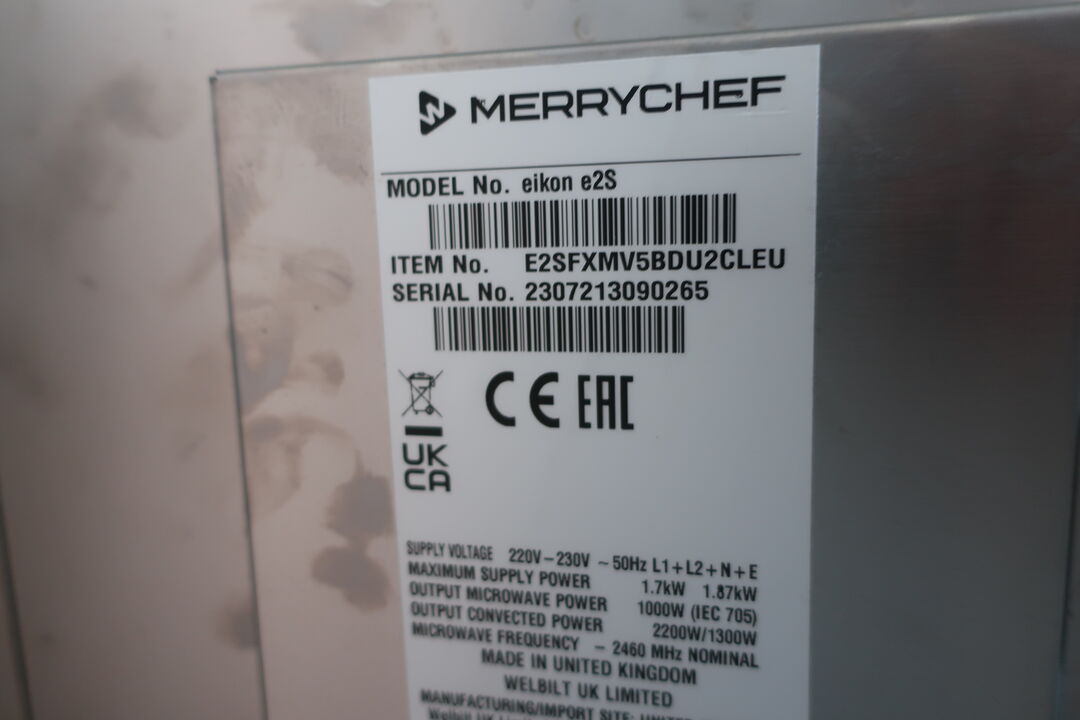 MERRYCHEF
MODEL No. eikon e2S
ITEM No. E2SFXMV5BDU2CLEU
SERIAL No. 2307213090265
CE EAC
UK
CA
SUPPLY VOLTAGE 220V-230V ~50Hz L1+L2+N+E
MAXIMUM SUPPLY POWER 1.7kW 1.87kW
OUTPUT MICROWAVE POWER 1000W (IEC 705)
OUTPUT CONVECTED POWER 2200W/1300W
MICROWAVE FREQUENCY ~ 2460 MHz NOMINAL
MADE IN UNITED KINGDOM
WELBILT UK LIMITED
MANUFACTURING/IMPORT SITE:
Welbilt UK